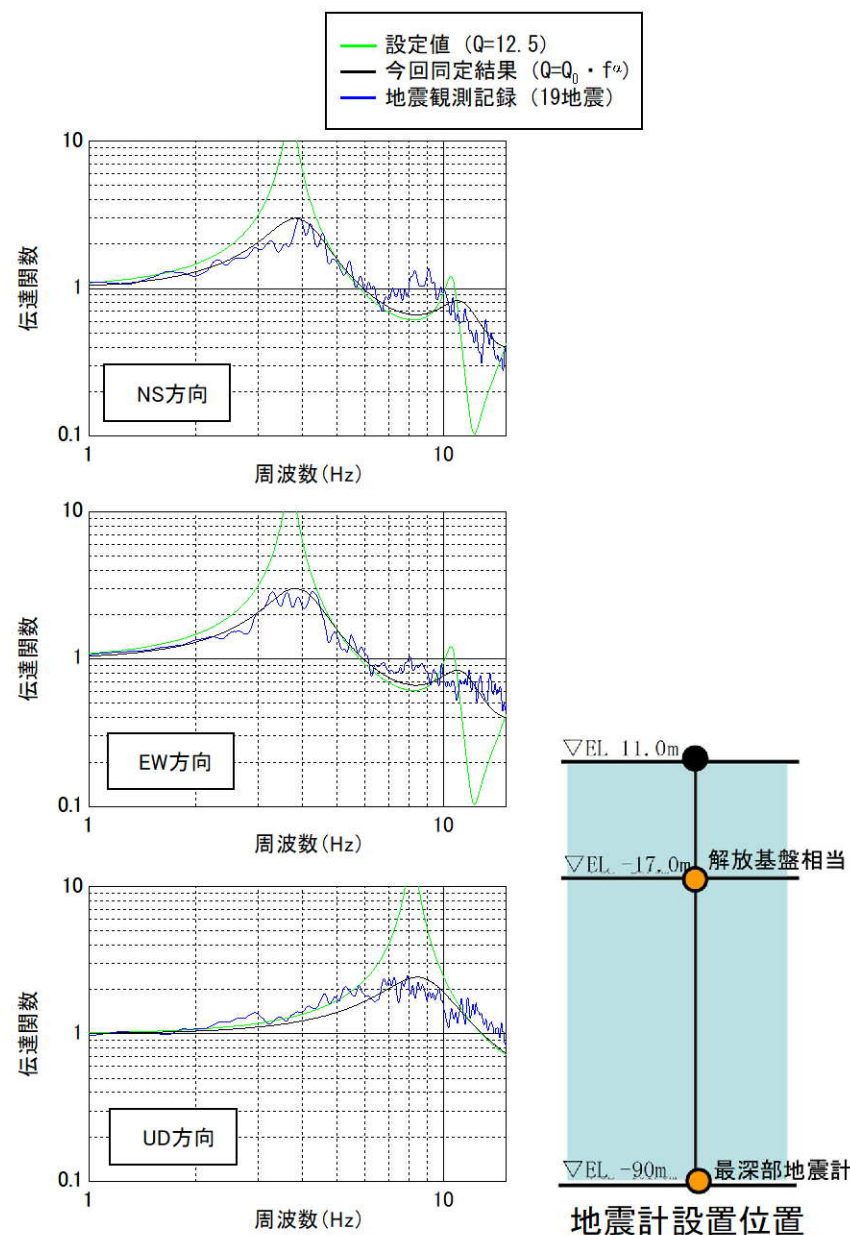 設定値 (Q=12.5)
今回同定結果 (Q=Q₀・fᵅ)
地震観測記録 (19地震)
10
1
0.1
伝達関数
NS方向
1
10
周波数(Hz)
10
1
0.1
伝達関数
EW方向
1
10
周波数(Hz)
10
1
0.1
伝達関数
UD方向
1
10
周波数(Hz)
▽EL 11.0m
▽EL -17.0m
解放基盤相当
▽EL -90m
最深部地震計
地震計設置位置